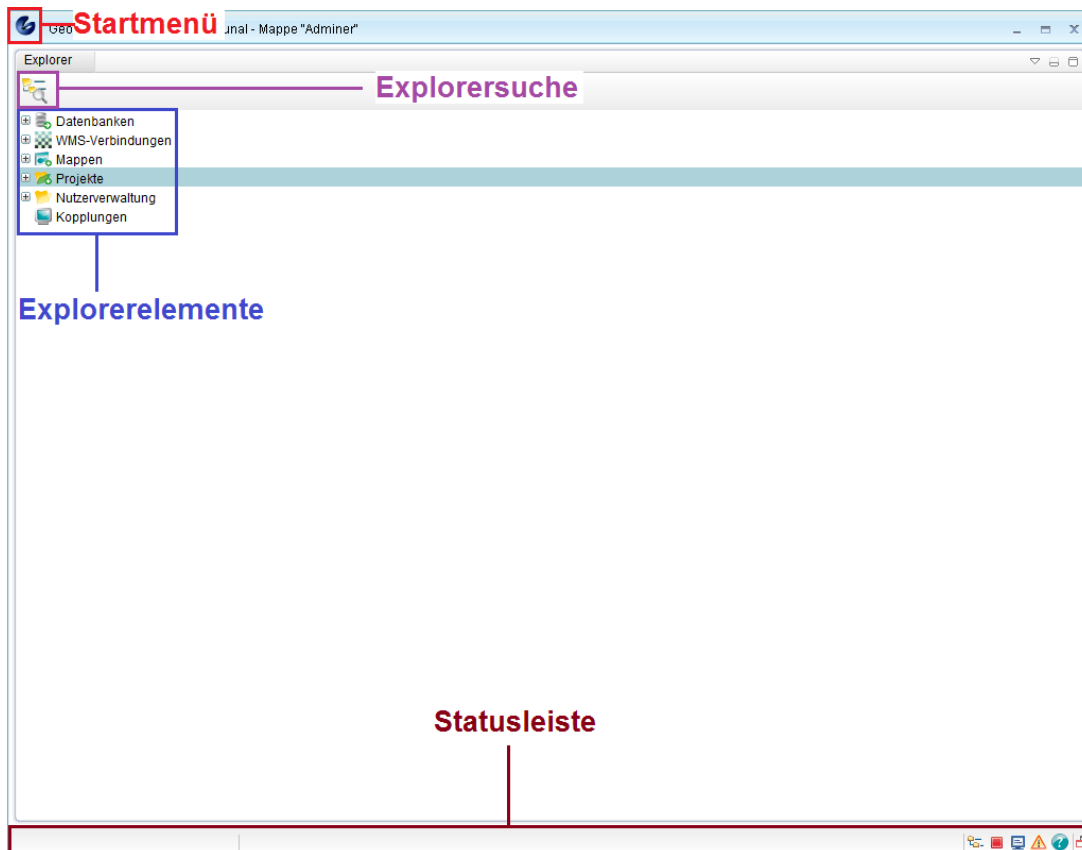 Startmenü
Geo unal - Mappe "Adminer"
Explorer
Explorersuche
Datenbanken
WMS-Verbindungen
Mappen
Projekte
Nutzerverwaltung
Kopplungen
Explorerelemente
Statusleiste